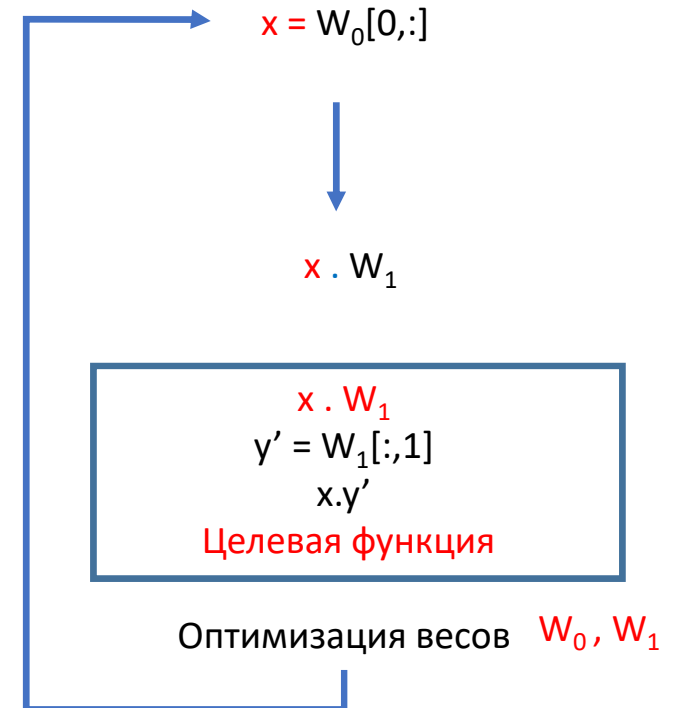 x = W₀[0,:]
x . W₁
x . W₁
y’ = W₁[:,1]
x.y’
Целевая функция
Оптимизация весов W₀ , W₁